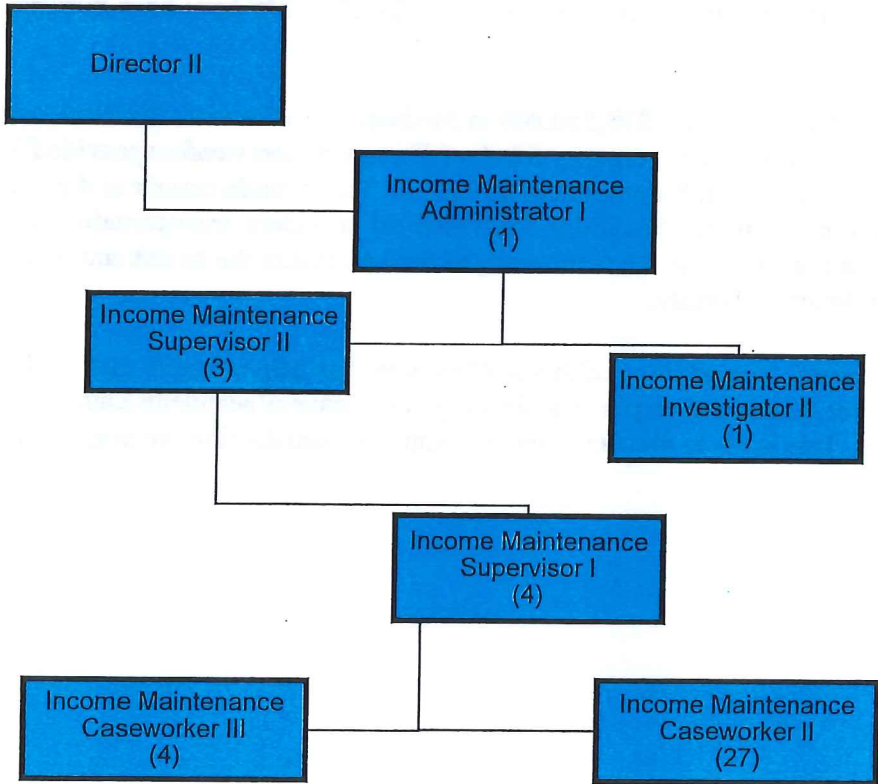 Director II
Income Maintenance
Administrator I
(1)
Income Maintenance
Supervisor II
(3)
Income Maintenance
Investigator II
(1)
Income Maintenance
Supervisor I
(4)
Income Maintenance
Caseworker III
(4)
Income Maintenance
Caseworker II
(27)